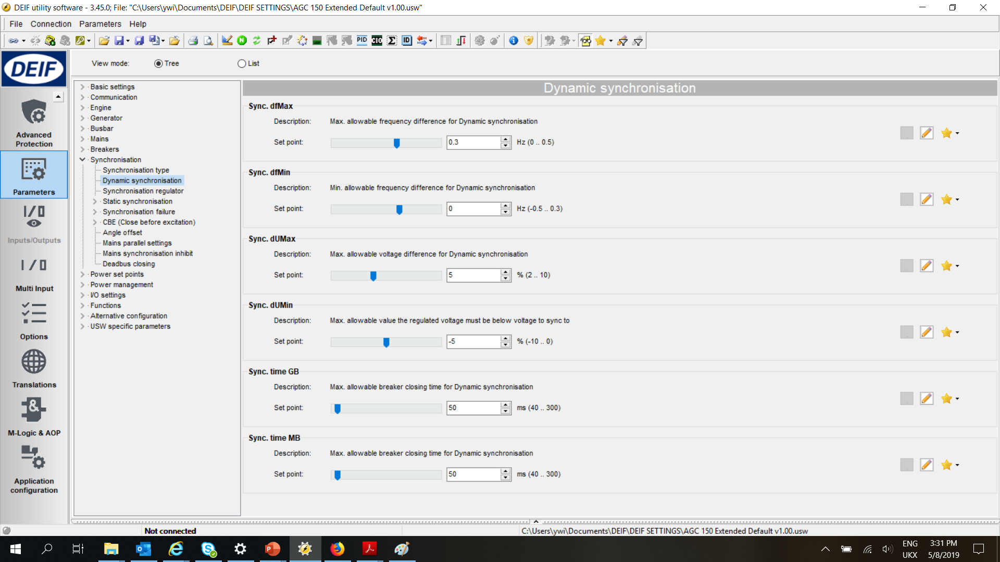 DEIF utility software - 3.45.0; File: "C:\Users\ywi\Documents\DEIF\DEIF SETTINGS\AGC 150 Extended Default v1.00.usw"
File Connection Parameters Help
PID CIO Σ ID
DEIF
View mode: Tree List
Advanced
Protection
Parameters
Inputs/Outputs
Multi Input
Options
Translations
M-Logic & AOP
Application
configuration
Basic settings
Communication
Engine
Generator
Busbar
Mains
Breakers
Synchronisation
Synchronisation type
Dynamic synchronisation
Synchronisation regulator
Static synchronisation
Synchronisation failure
CBE (Close before excitation)
Angle offset
Mains parallel settings
Mains synchronisation inhibit
Deadbus closing
Power set points
Power management
I/O settings
Functions
Alternative configuration
USW specific parameters
Dynamic synchronisation
Sync. dfMax
Description: Max. allowable frequency difference for Dynamic synchronisation
Set point: 0.3 Hz (0 .. 0.5)
Sync. dfMin
Description: Min. allowable frequency difference for Dynamic synchronisation
Set point: 0 Hz (-0.5 .. 0.3)
Sync. dUMax
Description: Max. allowable voltage difference for Dynamic synchronisation
Set point: 5 % (2 .. 10)
Sync. dUMin
Description: Max. allowable value the regulated voltage must be below voltage to sync to
Set point: -5 % (-10 .. 0)
Sync. time GB
Description: Max. allowable breaker closing time for Dynamic synchronisation
Set point: 50 ms (40 .. 300)
Sync. time MB
Description: Max. allowable breaker closing time for Dynamic synchronisation
Set point: 50 ms (40 .. 300)
Not connected C:\Users\ywi\Documents\DEIF\DEIF SETTINGS\AGC 150 Extended Default v1.00.usw
ENG 3:31 PM
UKX 5/8/2019